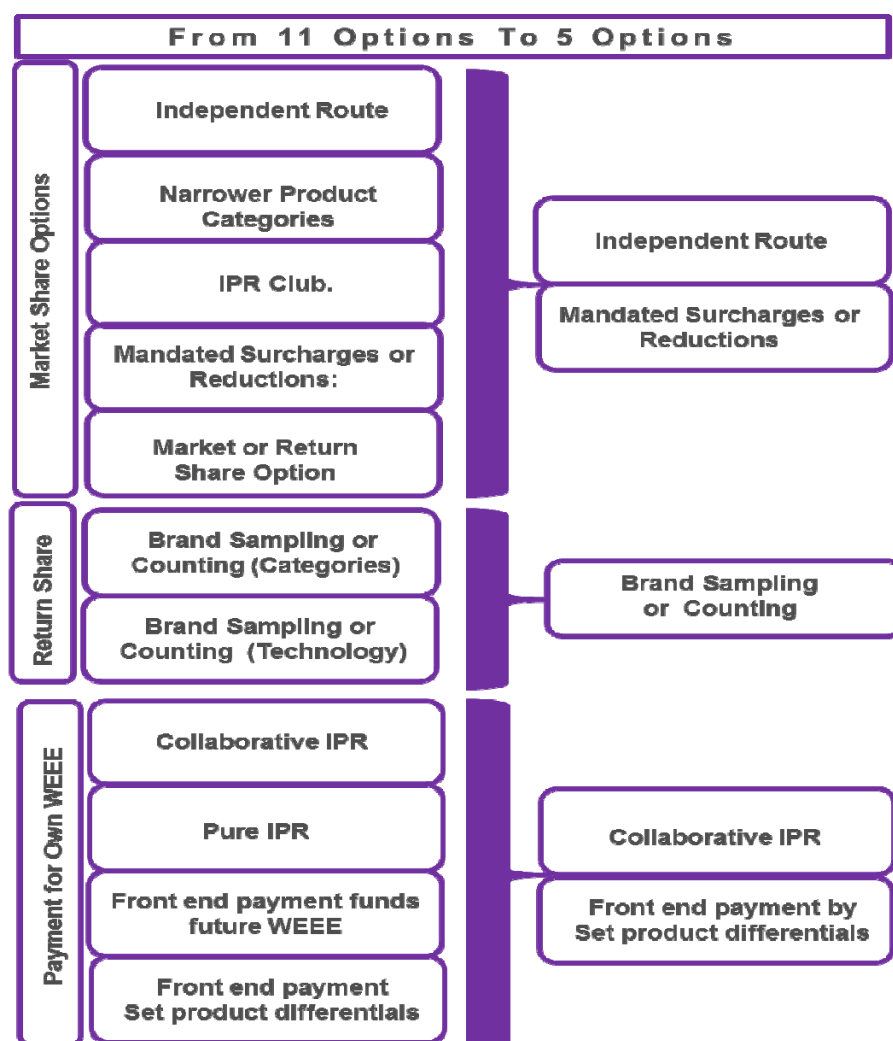 From 11 Options To 5 Options
Market Share Options
Independent Route
Narrower Product
Categories
IPR Club.
Mandated Surcharges or
Reductions:
Market or Return
Share Option
Independent Route
Mandated Surcharges or
Reductions
Return Share
Brand Sampling or
Counting (Categories)
Brand Sampling or
Counting (Technology)
Brand Sampling
or Counting
Payment for Own WEEE
Collaborative IPR
Pure IPR
Front end payment funds
future WEEE
Front end payment
Set product differentials
Collaborative IPR
Front end payment by
Set product differentials